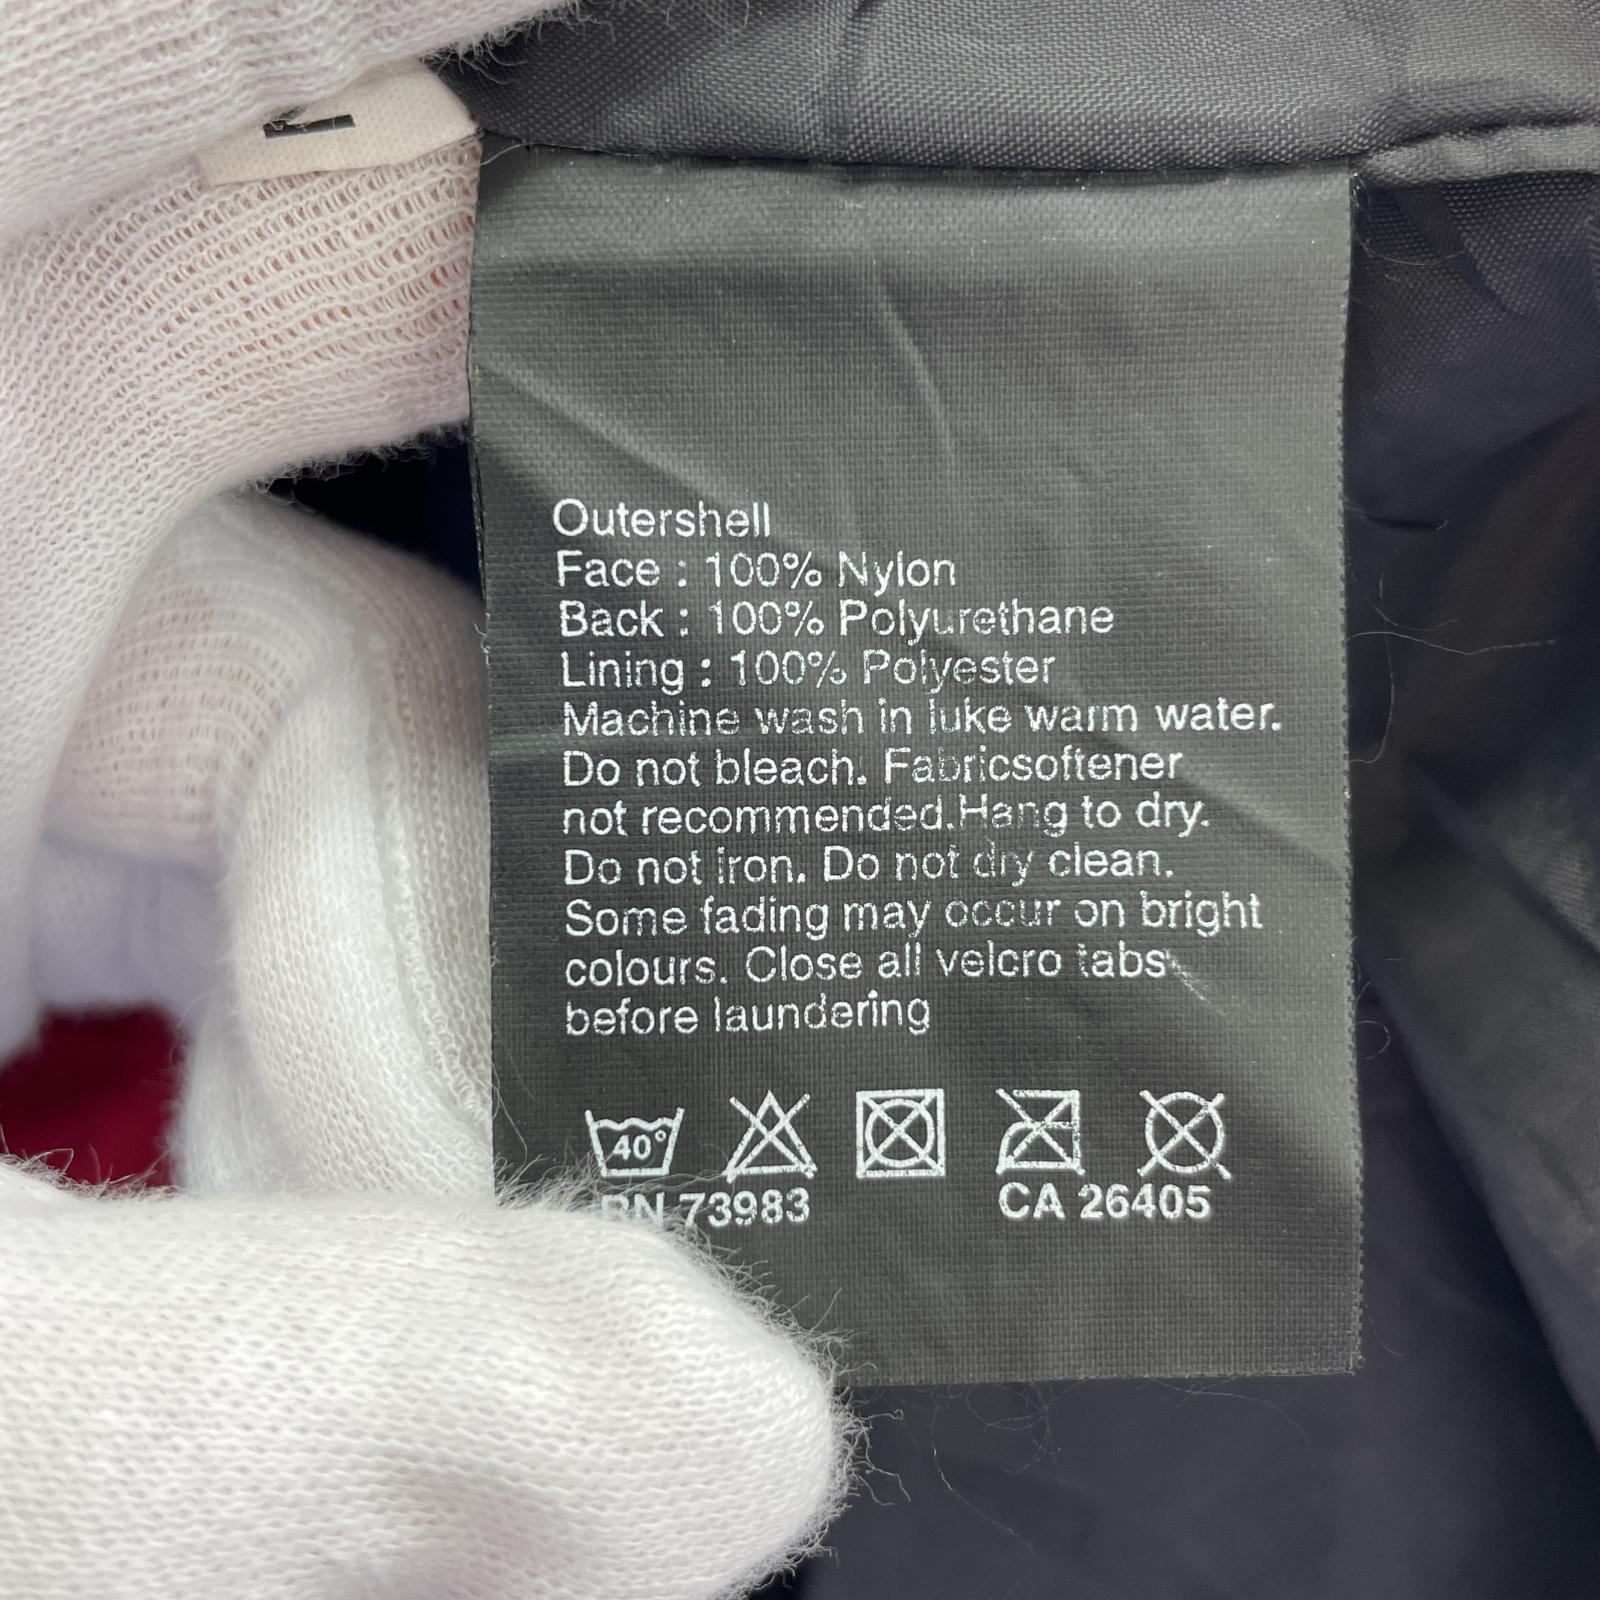 Outershell
Face : 100% Nylon
Back : 100% Polyurethane
Lining : 100% Polyester
Machine wash in luke warm water.
Do not bleach. Fabricsoftener
not recommended.Hang to dry.
Do not iron. Do not dry clean.
Some fading may occur on bright
colours. Close all velcro tabs
before laundering
40°
RN 73983
CA 26405